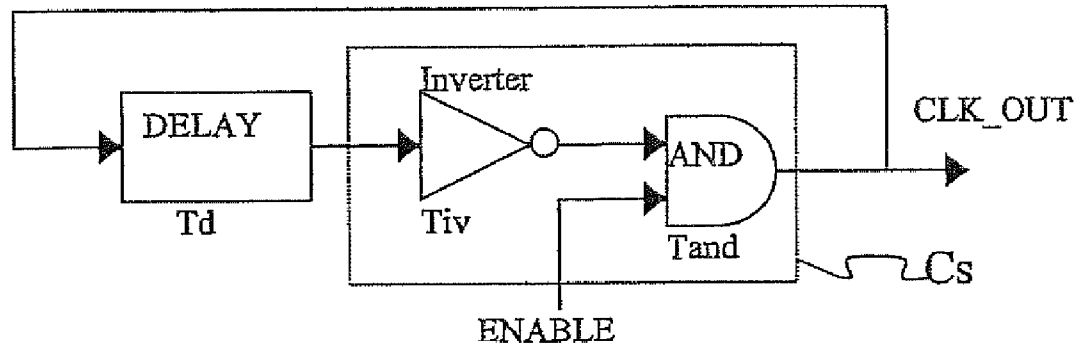 Inverter
DELAY
AND
CLK_OUT
Td
Tiv
Tand
Cs
ENABLE